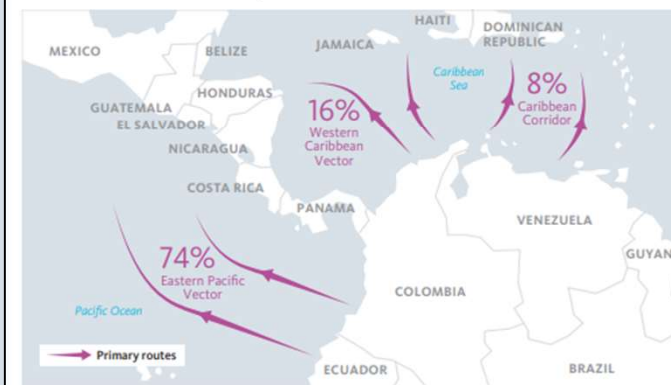 HAITI
DOMINICAN
REPUBLIC
MEXICO
BELIZE
JAMAICA
Caribbean
Sea
8%
Caribbean
Corridor
HONDURAS
GUATEMALA
EL SALVADOR
16%
Western
Caribbean
Vector
NICARAGUA
COSTA RICA
PANAMA
VENEZUELA
GUYAN
74%
Eastern Pacific
Vector
COLOMBIA
Pacific Ocean
Primary routes
ECUADOR
BRAZIL